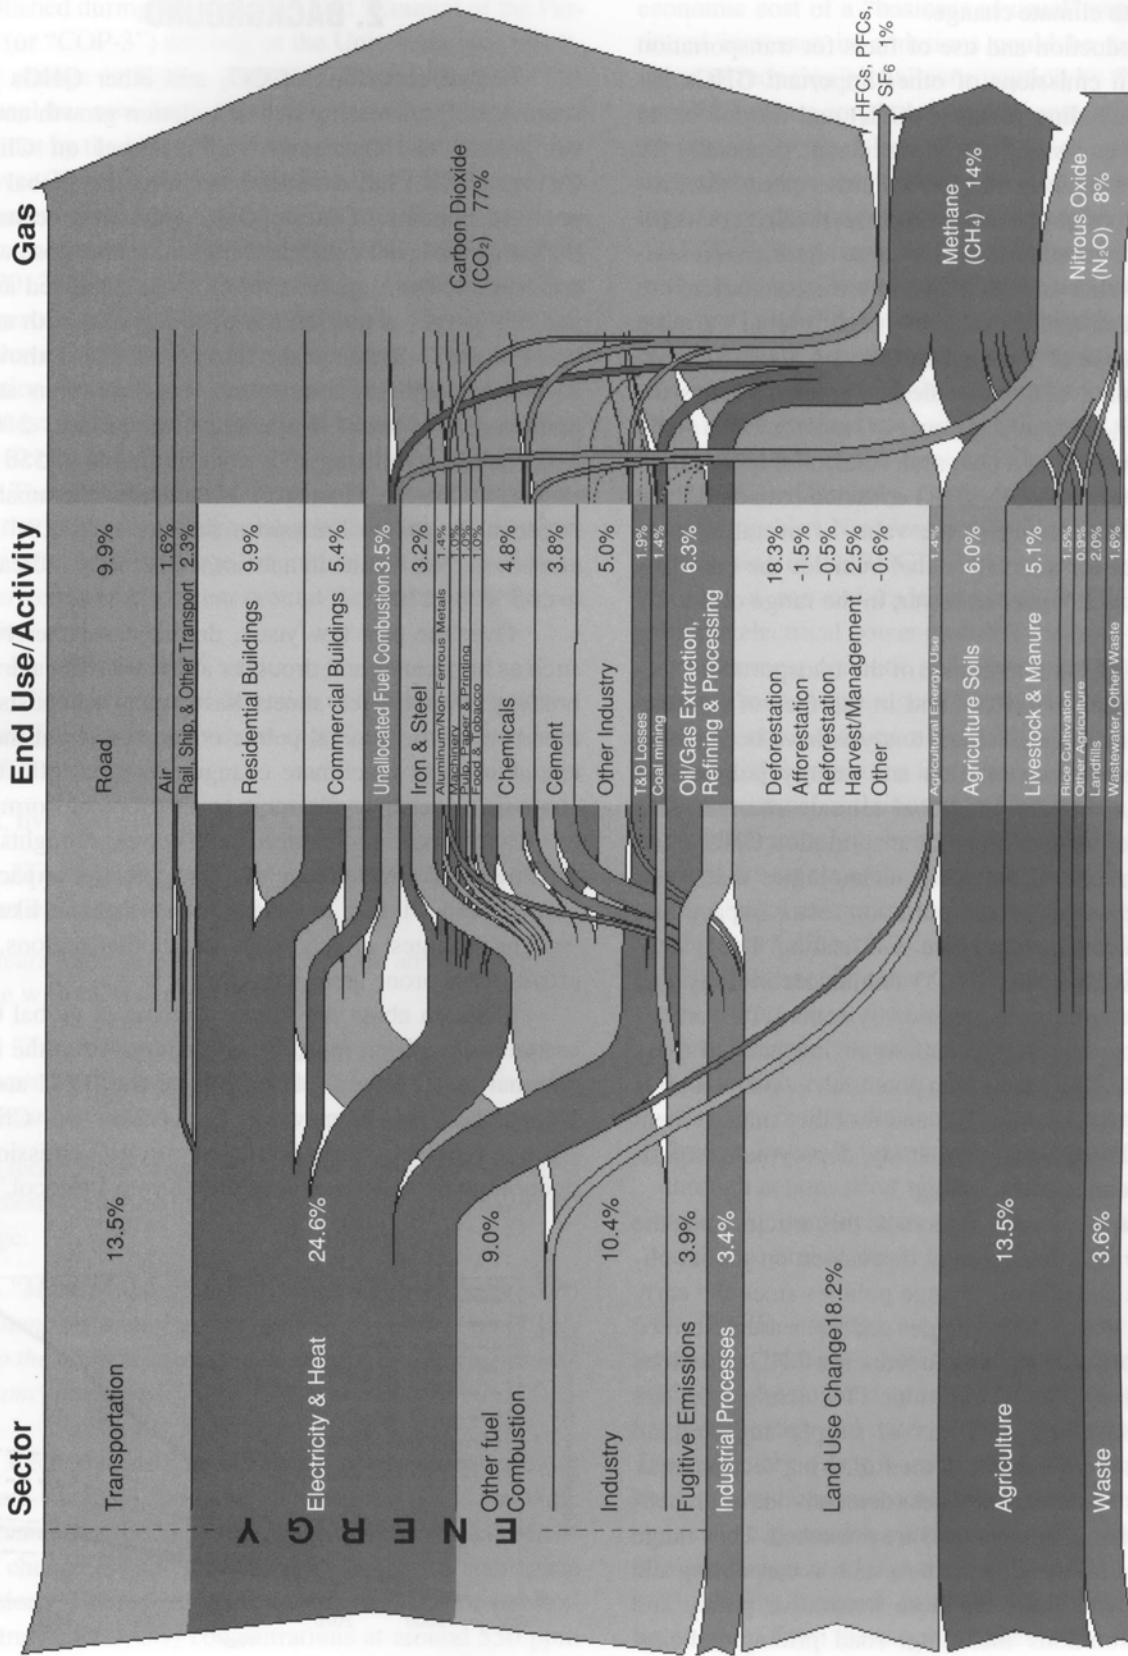 Sector
End Use/Activity
Gas
ENERGY
Transportation
13.5%
Electricity & Heat
24.6%
Other fuel
Combustion
9.0%
Industry
10.4%
Fugitive Emissions
3.9%
Industrial Processes
3.4%
Land Use Change18.2%
Agriculture
13.5%
Waste
3.6%
Road 9.9%
Air 1.6%
Rail, Ship, & Other Transport 2.3%
Residential Buildings 9.9%
Commercial Buildings 5.4%
Unallocated Fuel Combustion 3.5%
Iron & Steel 3.2%
Aluminum/Non-Ferrous Metals 1.4%
Machinery 1.0%
Pulp, Paper & Printing 1.0%
Food & Tobacco 1.0%
Chemicals 4.8%
Cement 3.8%
Other Industry 5.0%
T&D Losses 1.9%
Coal mining 1.4%
Oil/Gas Extraction,
Refining & Processing 6.3%
Deforestation 18.3%
Afforestation -1.5%
Reforestation -0.5%
Harvest/Management 2.5%
Other -0.6%
Agricultural Energy Use 1.4%
Agriculture Soils 6.0%
Livestock & Manure 5.1%
Rice Cultivation 1.5%
Other Agriculture 0.9%
Landfills 2.0%
Wastewater, Other Waste 1.6%
Carbon Dioxide
(CO₂) 77%
HFCs, PFCs,
SF6 1%
Methane
(CH₄) 14%
Nitrous Oxide
(N₂O) 8%